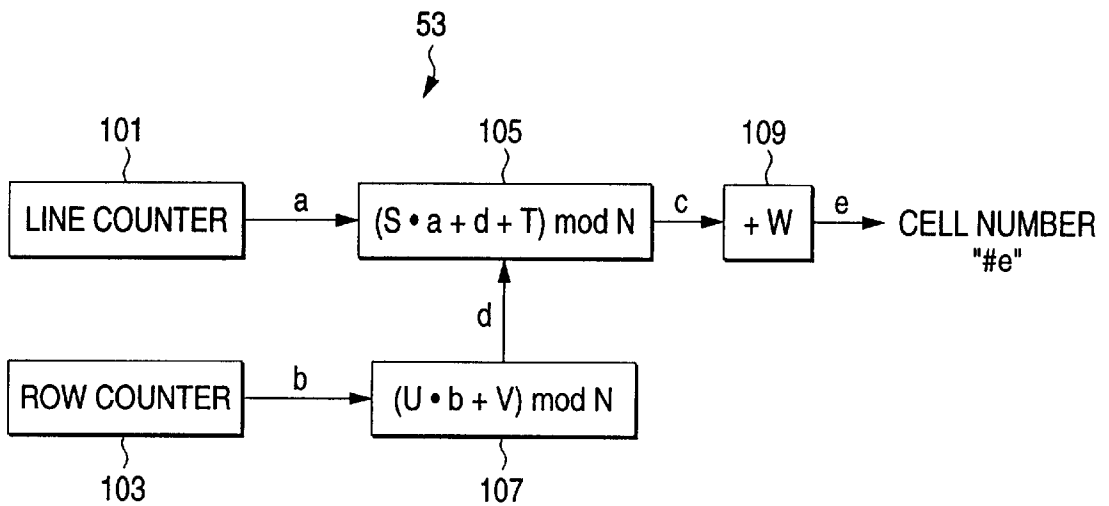 53
101
105
109
LINE COUNTER
a
(S • a + d + T) mod N
c
+ W
e
CELL NUMBER
"#e"
d
ROW COUNTER
b
(U • b + V) mod N
103
107